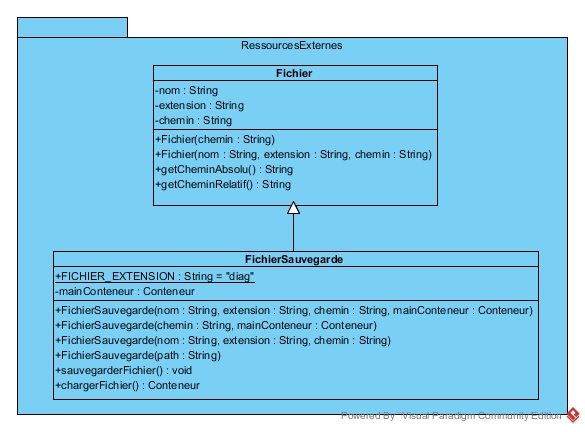 RessourcesExternes
Fichier
-nom : String
-extension : String
-chemin : String
+Fichier(chemin : String)
+Fichier(nom : String, extension : String, chemin : String)
+getCheminAbsolu() : String
+getCheminRelatif() : String
FichierSauvegarde
+FICHIER_EXTENSION : String = "diag"
-mainConteneur : Conteneur
+FichierSauvegarde(nom : String, extension : String, chemin : String, mainConteneur : Conteneur)
+FichierSauvegarde(chemin : String, mainConteneur : Conteneur)
+FichierSauvegarde(nom : String, extension : String, chemin : String)
+FichierSauvegarde(path : String)
+sauvegarderFichier() : void
+chargerFichier() : Conteneur
Powered By Visual Paradigm Community Edition